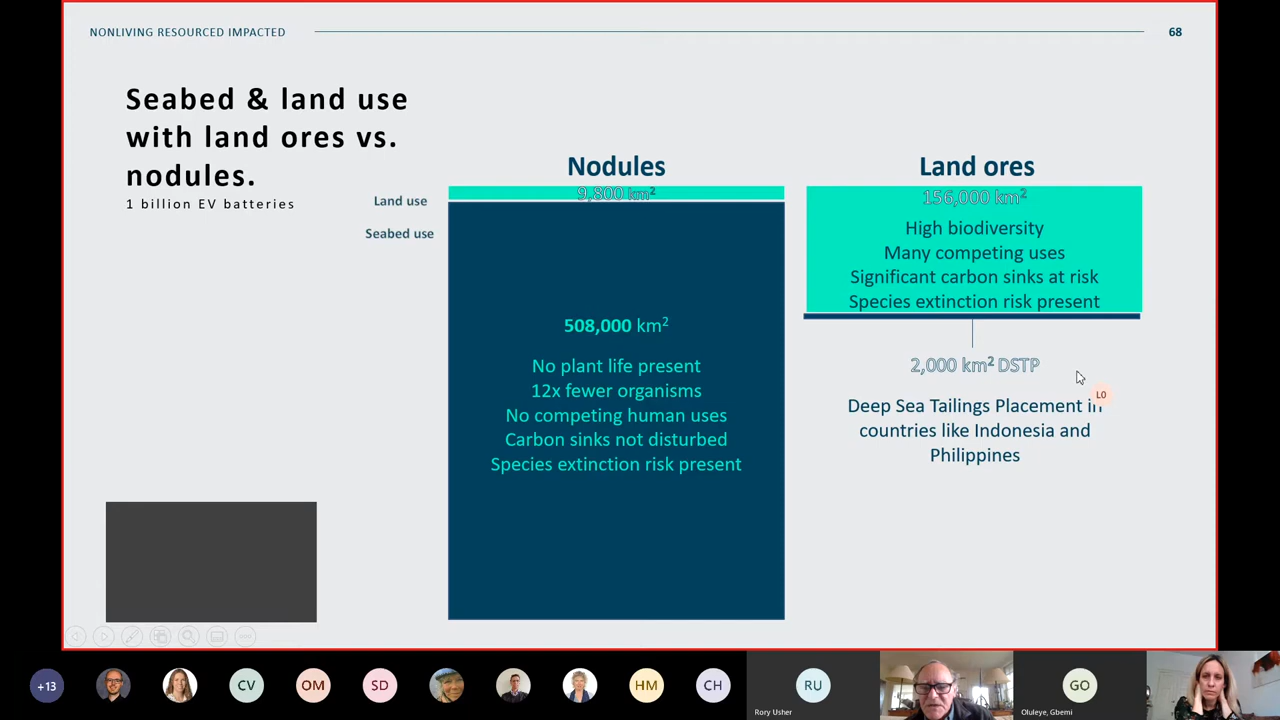 NONLIVING RESOURCED IMPACTED
68
Seabed & land use
with land ores vs.
nodules.
1 billion EV batteries
Land use
Seabed use
Nodules
9,800 km²
508,000 km²
No plant life present
12x fewer organisms
No competing human uses
Carbon sinks not disturbed
Species extinction risk present
Land ores
156,000 km²
High biodiversity
Many competing uses
Significant carbon sinks at risk
Species extinction risk present
2,000 km² DSTP
LO
Deep Sea Tailings Placement in
countries like Indonesia and
Philippines
+13
CV
OM
SD
HM
CH
RU
Rory Usher
GO
Oluleye, Gbemi